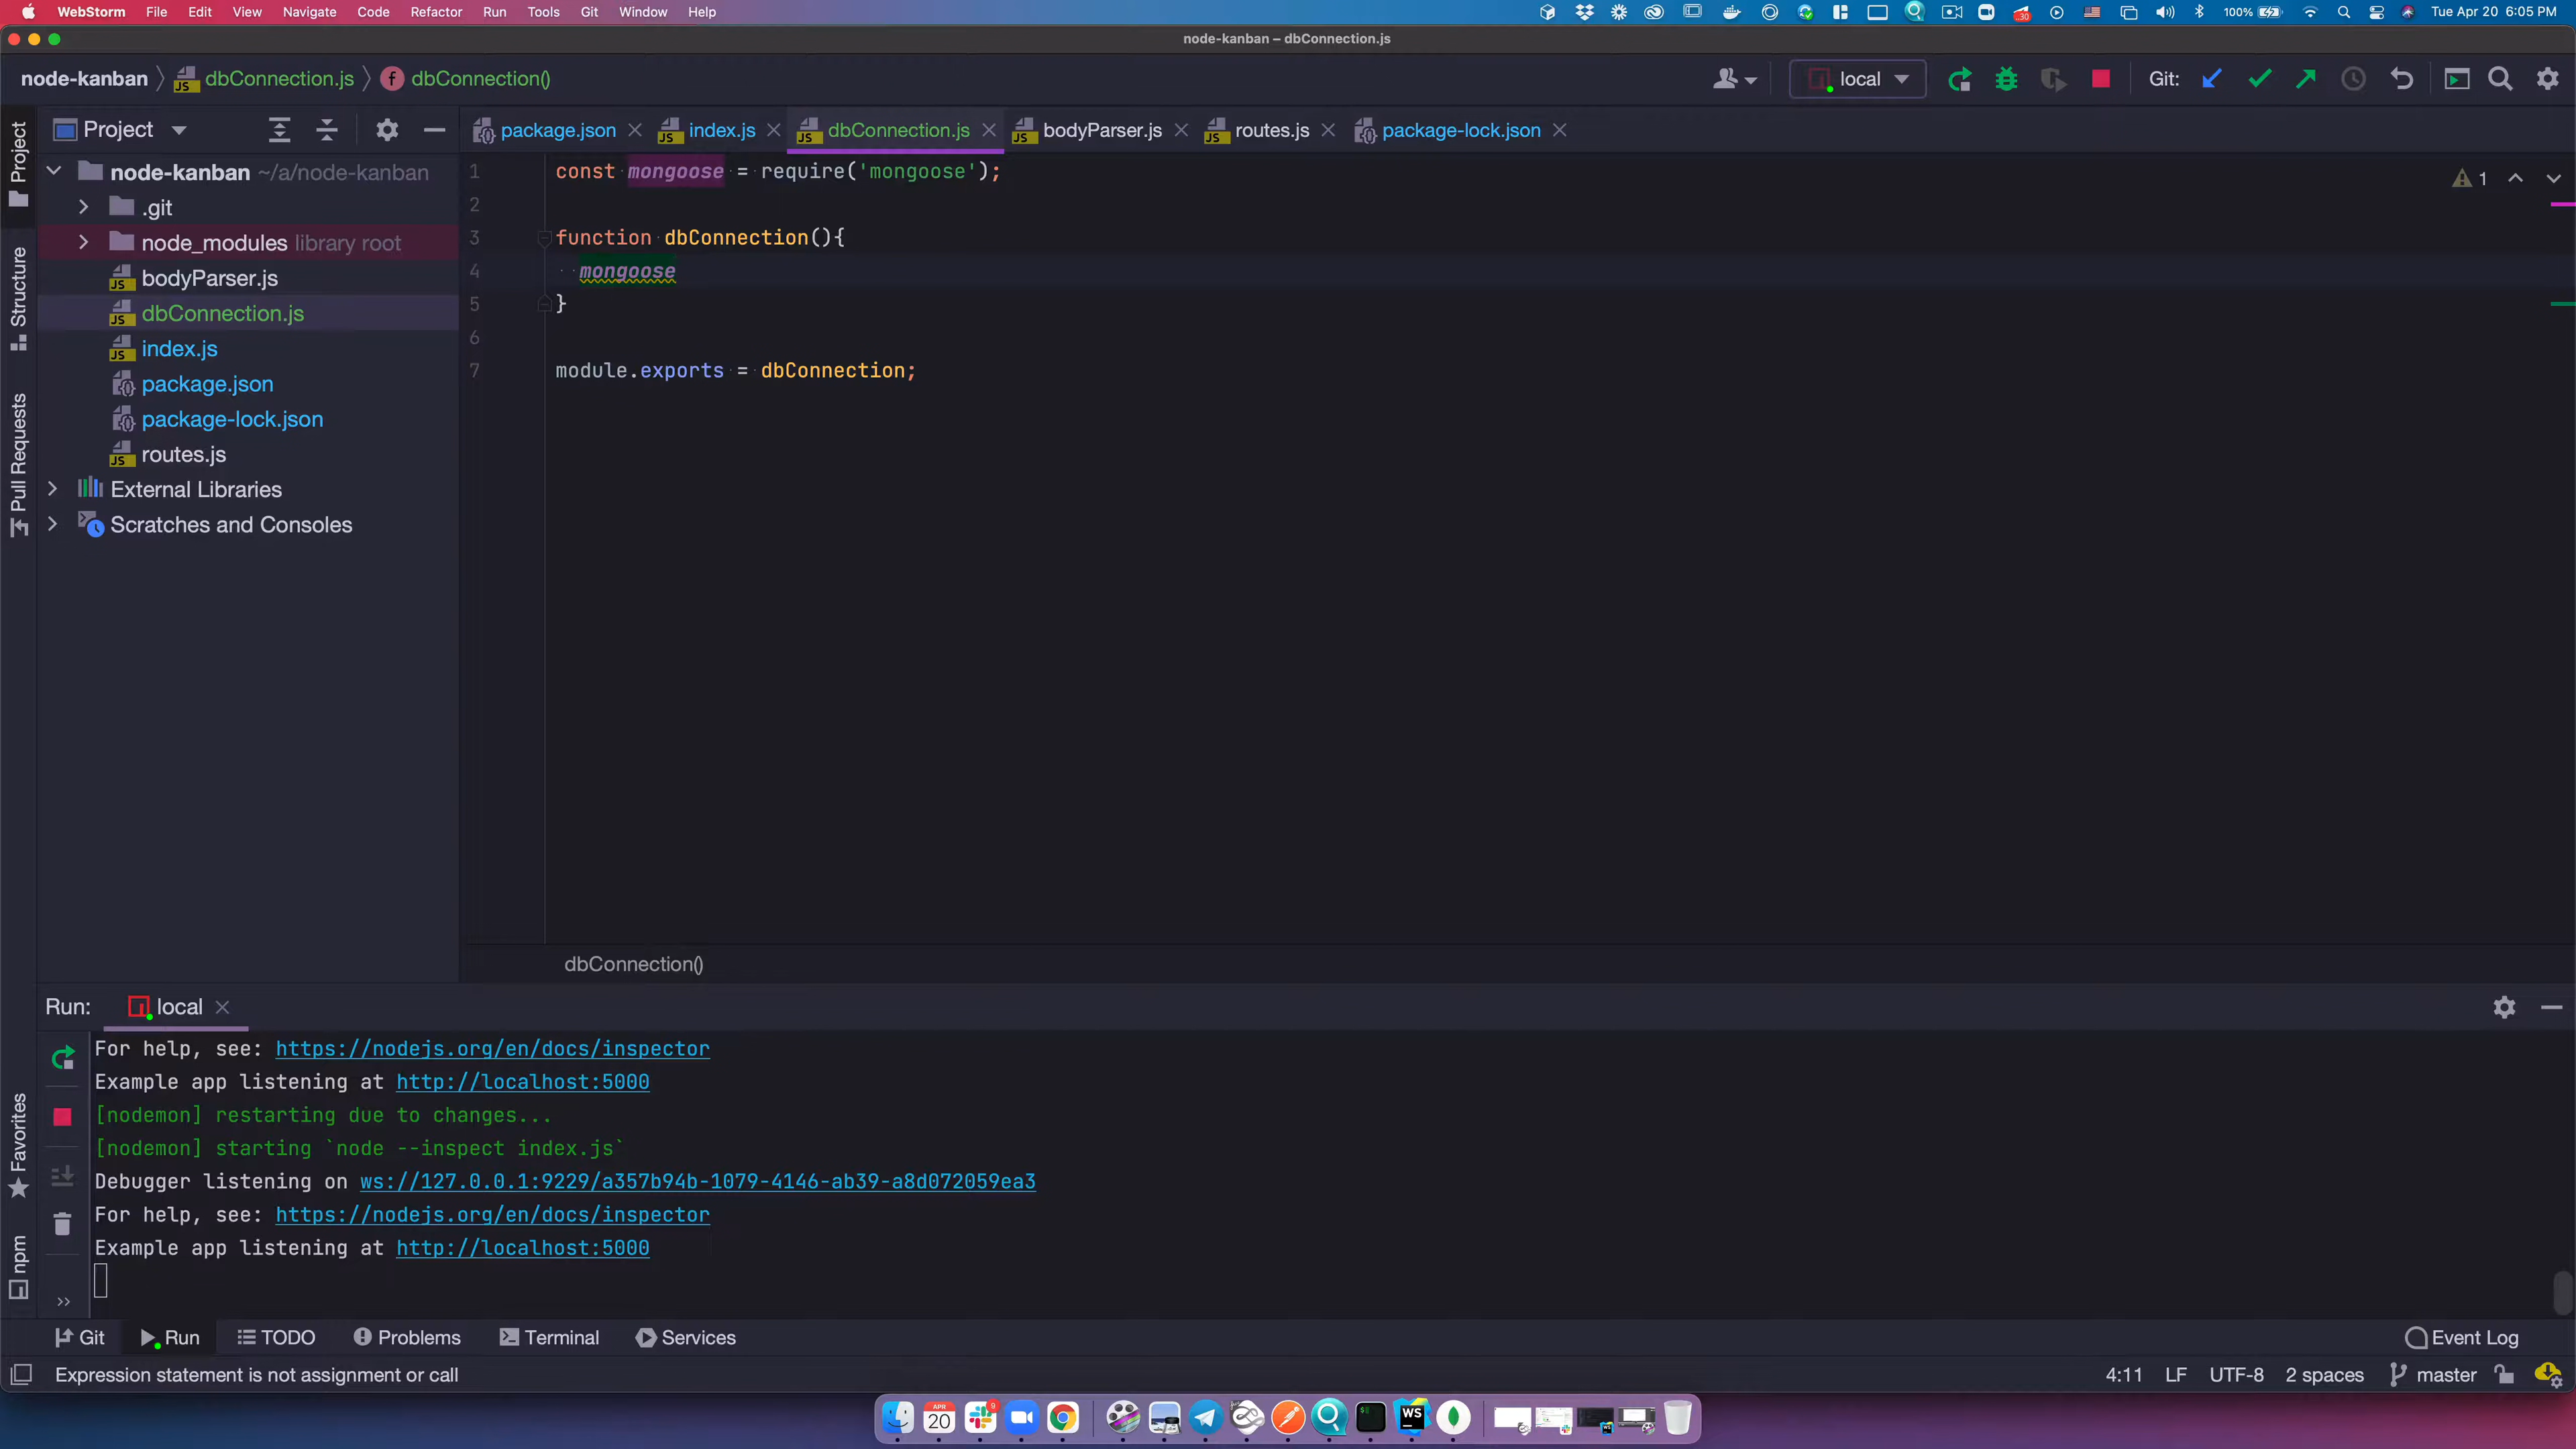 WebStorm File Edit View Navigate Code Refactor Run Tools Git Window Help
100% Tue Apr 20 6:05 PM
node-kanban – dbConnection.js
node-kanban dbConnection.js f dbConnection()
local Git:
Project
package.json index.js dbConnection.js bodyParser.js routes.js package-lock.json
node-kanban ~/a/node-kanban
.git
node_modules library root
bodyParser.js
dbConnection.js
index.js
package.json
package-lock.json
routes.js
External Libraries
Scratches and Consoles
Project
Structure
Pull Requests
Favorites
npm
1 const mongoose = require('mongoose');
2
3 function dbConnection(){
4 mongoose
5 }
6
7 module.exports = dbConnection;
1
dbConnection()
Run: local
For help, see: https://nodejs.org/en/docs/inspector
Example app listening at http://localhost:5000
[nodemon] restarting due to changes...
[nodemon] starting `node --inspect index.js`
Debugger listening on ws://127.0.0.1:9229/a357b94b-1079-4146-ab39-a8d072059ea3
For help, see: https://nodejs.org/en/docs/inspector
Example app listening at http://localhost:5000
Git Run TODO Problems Terminal Services Event Log
Expression statement is not assignment or call 4:11 LF UTF-8 2 spaces master
APR
20
9
WS